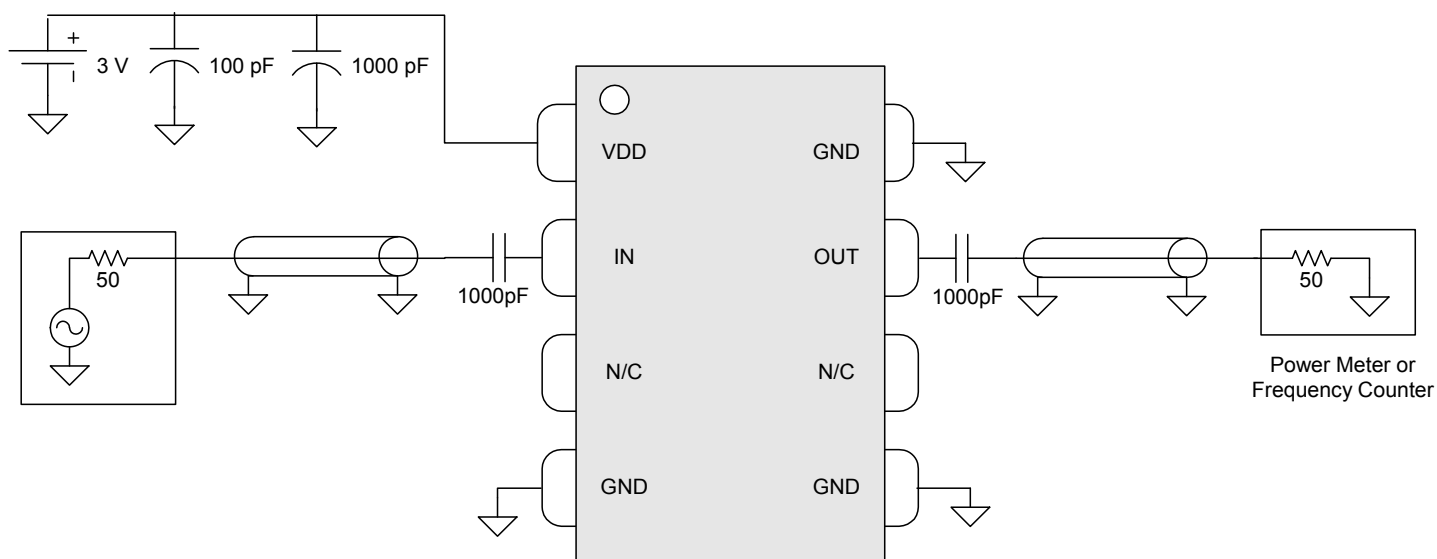 +
–
3 V
100 pF
1000 pF
VDD
GND
50
1000pF
IN
OUT
1000pF
50
N/C
N/C
Power Meter or
Frequency Counter
GND
GND